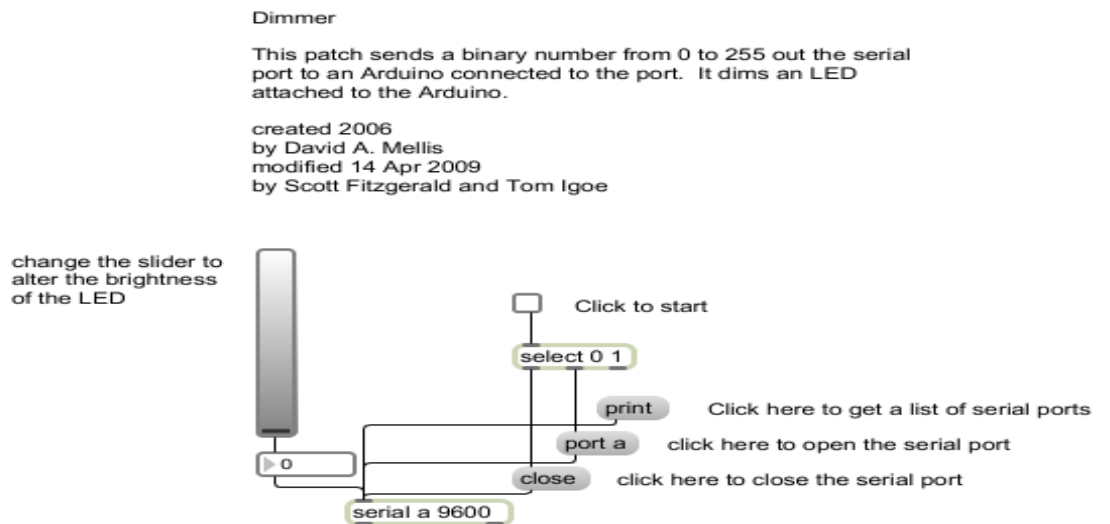 Dimmer
This patch sends a binary number from 0 to 255 out the serial
port to an Arduino connected to the port.  It dims an LED
attached to the Arduino.
created 2006
by David A. Mellis
modified 14 Apr 2009
by Scott Fitzgerald and Tom Igoe
change the slider to
alter the brightness
of the LED
Click to start
select 0 1
print
Click here to get a list of serial ports
port a
click here to open the serial port
0
close
click here to close the serial port
serial a 9600